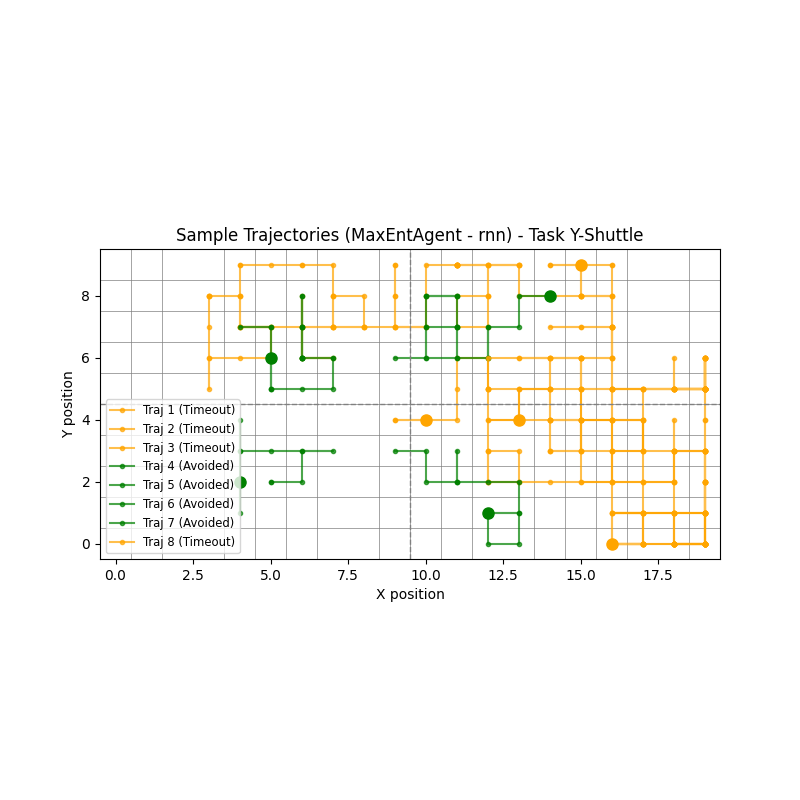 Sample Trajectories (MaxEntAgent - rnn) - Task Y-Shuttle
Y position
8
6
4
2
0
Traj 1 (Timeout)
Traj 2 (Timeout)
Traj 3 (Timeout)
Traj 4 (Avoided)
Traj 5 (Avoided)
Traj 6 (Avoided)
Traj 7 (Avoided)
Traj 8 (Timeout)
0.0 2.5 5.0 7.5 10.0 12.5 15.0 17.5
X position